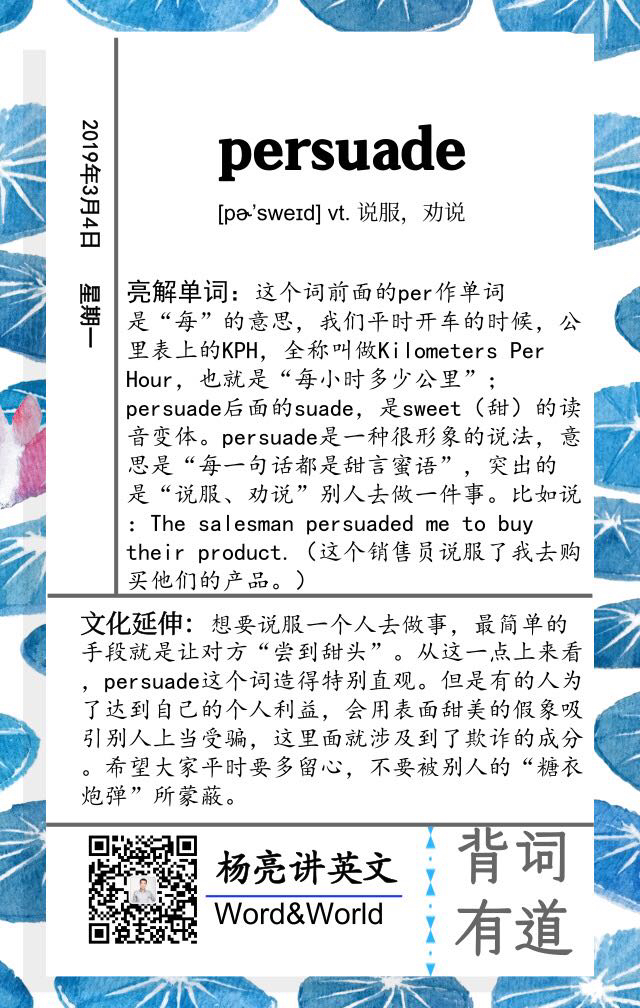 2019年3月4日 星期一
persuade
[pɚˈsweɪd] vt. 说服，劝说
亮解单词：这个词前面的per作单词
是“每”的意思，我们平时开车的时候，公
里表上的KPH，全称叫做Kilometers Per
Hour，也就是“每小时多少公里”；
persuade后面的suade，是sweet（甜）的读
音变体。persuade是一种很形象的说法，意
思是“每一句话都是甜言蜜语”，突出的
是“说服、劝说”别人去做一件事。比如说
：The salesman persuaded me to buy
their product.（这个销售员说服了我去购
买他们的产品。）
文化延伸：想要说服一个人去做事，最简单的
手段就是让对方“尝到甜头”。从这一点上来看
，persuade这个词造得特别直观。但是有的人为
了达到自己的个人利益，会用表面甜美的假象吸
引别人上当受骗，这里面就涉及到了欺诈的成分
。希望大家平时要多留心，不要被别人的“糖衣
炮弹”所蒙蔽。
杨亮讲英文
Word&World
背词
有道